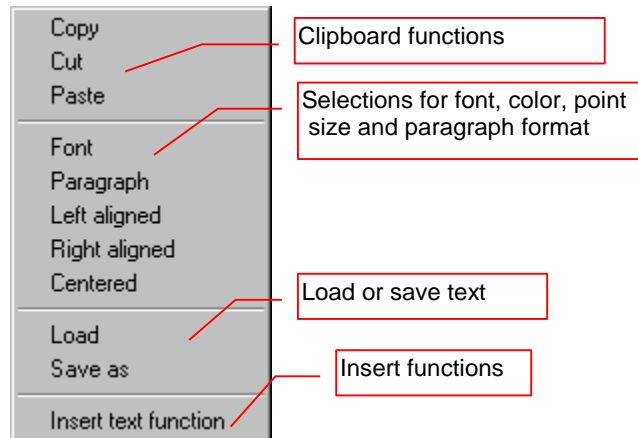 Copy
Cut
Paste
Font
Paragraph
Left aligned
Right aligned
Centered
Load
Save as
Insert text function
Clipboard functions
Selections for font, color, point
size and paragraph format
Load or save text
Insert functions